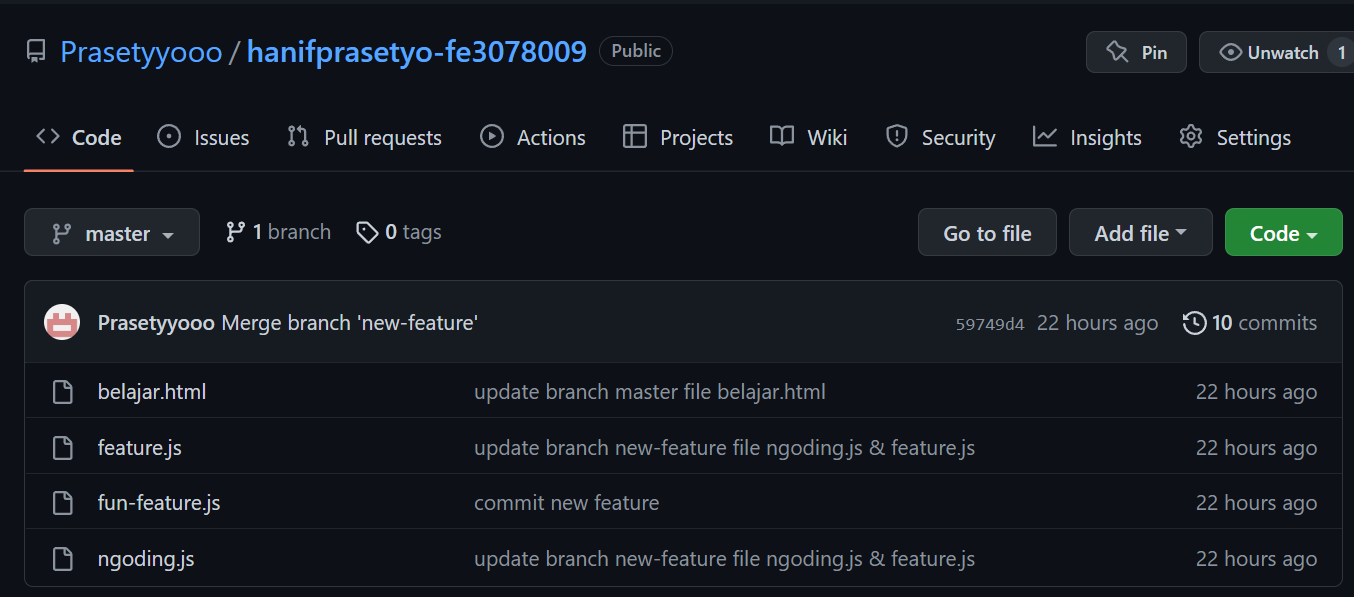 Prasetyyooo / hanifprasetyo-fe3078009 Public Pin Unwatch 1
Code Issues Pull requests Actions Projects Wiki Security Insights Settings
master 1 branch 0 tags Go to file Add file Code
Prasetyyooo Merge branch 'new-feature' 59749d4 22 hours ago 10 commits
belajar.html update branch master file belajar.html 22 hours ago
feature.js update branch new-feature file ngoding.js & feature.js 22 hours ago
fun-feature.js commit new feature 22 hours ago
ngoding.js update branch new-feature file ngoding.js & feature.js 22 hours ago